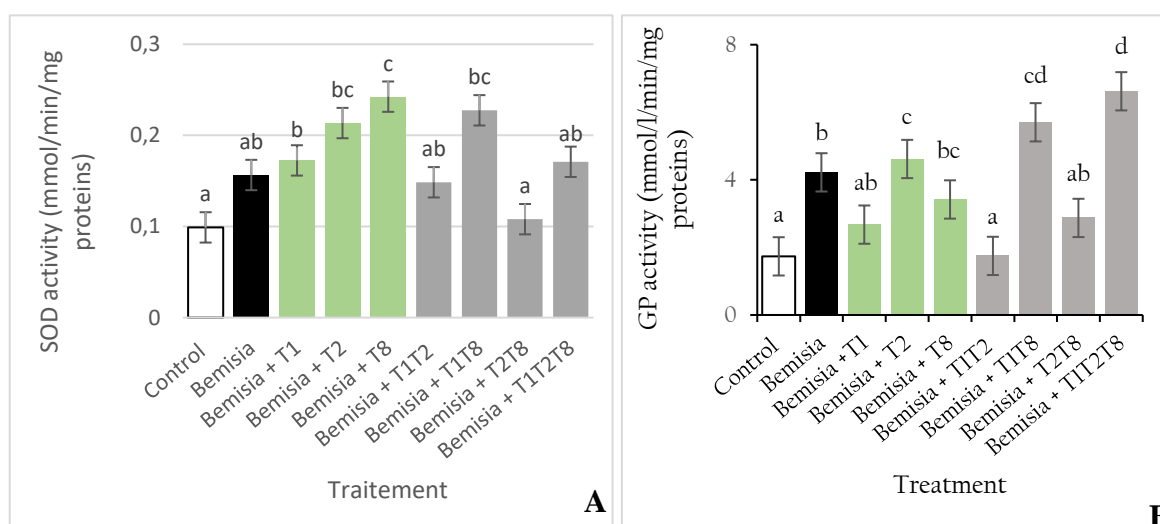 SOD activity (mmol/min/mg
proteins)
0,3
0,2
0,1
0
a
ab
b
bc
c
ab
bc
a
ab
Control
Bemisia
Bemisia + T1
Bemisia + T2
Bemisia + T8
Bemisia + T1T2
Bemisia + T1T8
Bemisia + T2T8
Bemisia + T1T2T8
Traitement
A
GP activity (mmol/l/min/mg
proteins)
8
4
0
a
b
ab
c
bc
a
cd
ab
d
Control
Bemisia
Bemisia +T1
Bemisia + T2
Bemisia + T8
Bemisia + T1T2
Bemisia + T1T8
Bemisia + T2T8
Bemisia + T1T2T8
Treatment